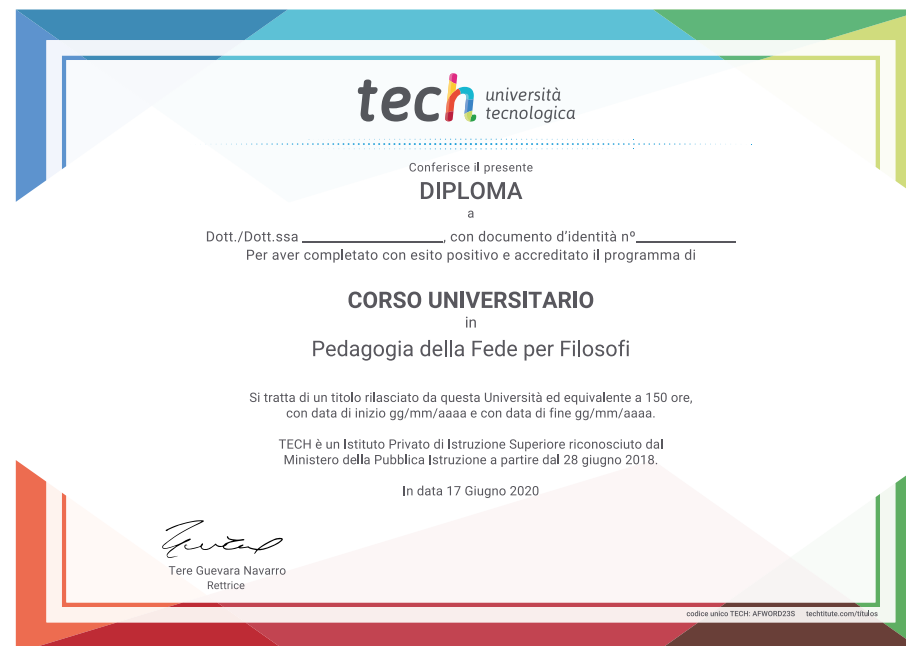 tech università
tecnologica
Conferisce il presente
DIPLOMA
a
Dott./Dott.ssa ________________, con documento d'identità nº____________
Per aver completato con esito positivo e accreditato il programma di
CORSO UNIVERSITARIO
in
Pedagogia della Fede per Filosofi
Si tratta di un titolo rilasciato da questa Università ed equivalente a 150 ore,
con data di inizio gg/mm/aaaa e con data di fine gg/mm/aaaa.
TECH è un Istituto Privato di Istruzione Superiore riconosciuto dal
Ministero della Pubblica Istruzione a partire dal 28 giugno 2018.
In data 17 Giugno 2020
Tere Guevara Navarro
Rettrice
codice unico TECH: AFWORD23S techtitute.com/títulos